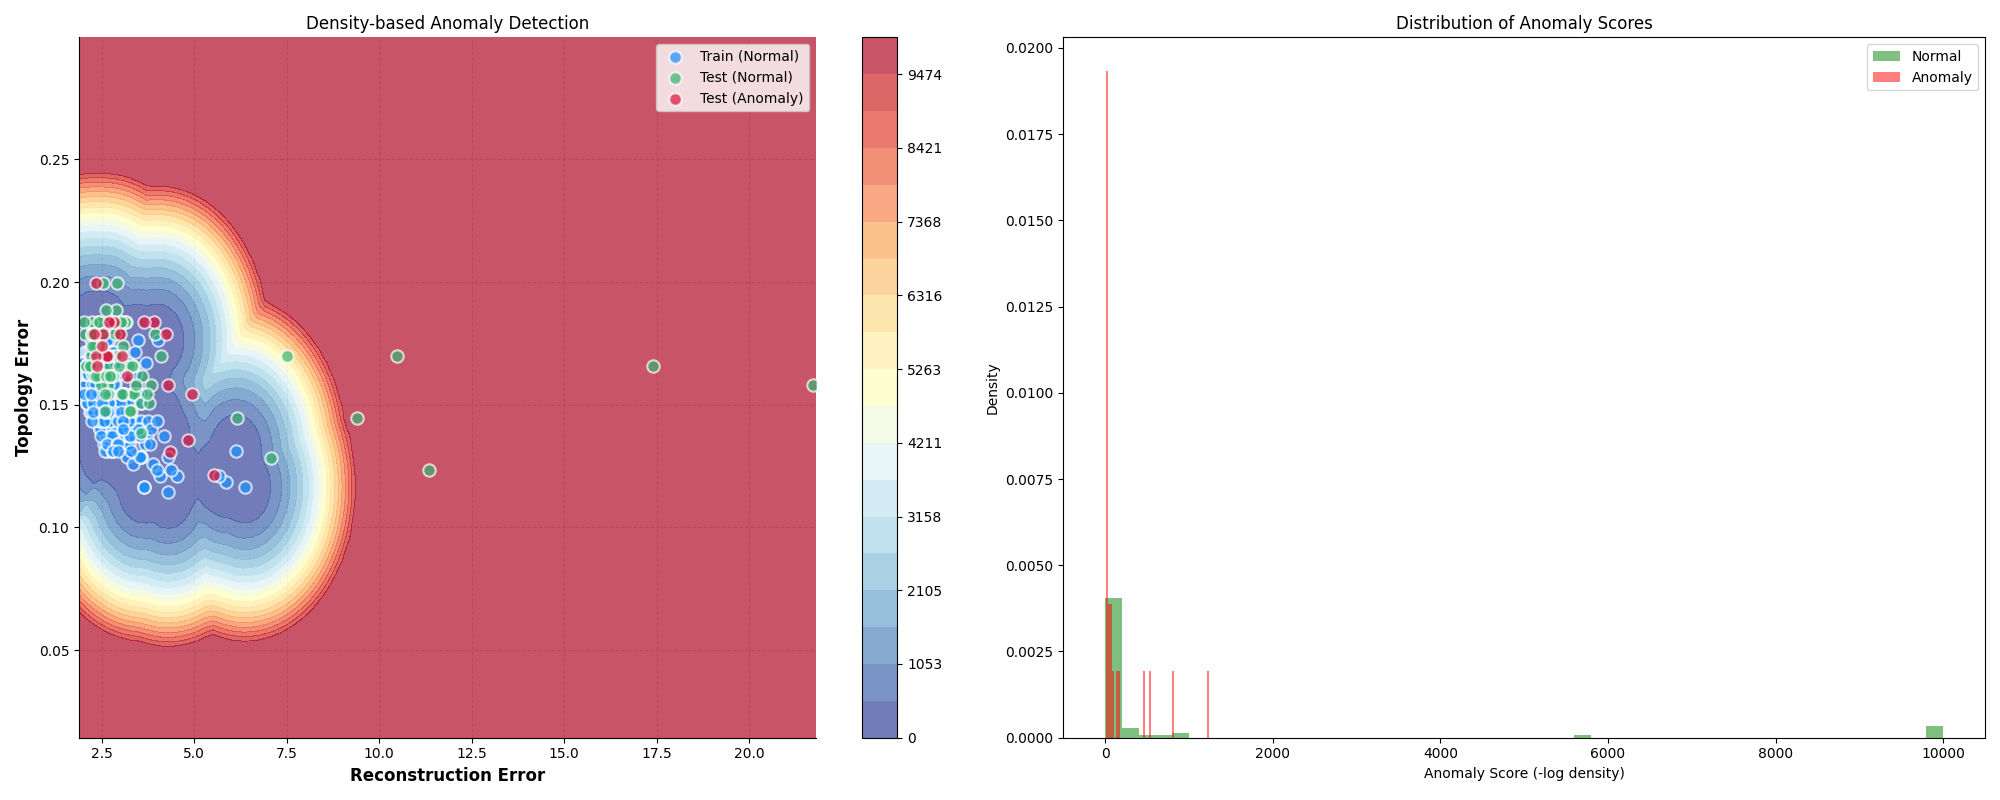 Density-based Anomaly Detection
Train (Normal)
Test (Normal)
Test (Anomaly)
Topology Error
0.25
0.20
0.15
0.10
0.05
2.5 5.0 7.5 10.0 12.5 15.0 17.5 20.0
Reconstruction Error
9474
8421
7368
6316
5263
4211
3158
2105
1053
0
Distribution of Anomaly Scores
Normal
Anomaly
Density
0.0200
0.0175
0.0150
0.0125
0.0100
0.0075
0.0050
0.0025
0.0000
0 2000 4000 6000 8000 10000
Anomaly Score (-log density)